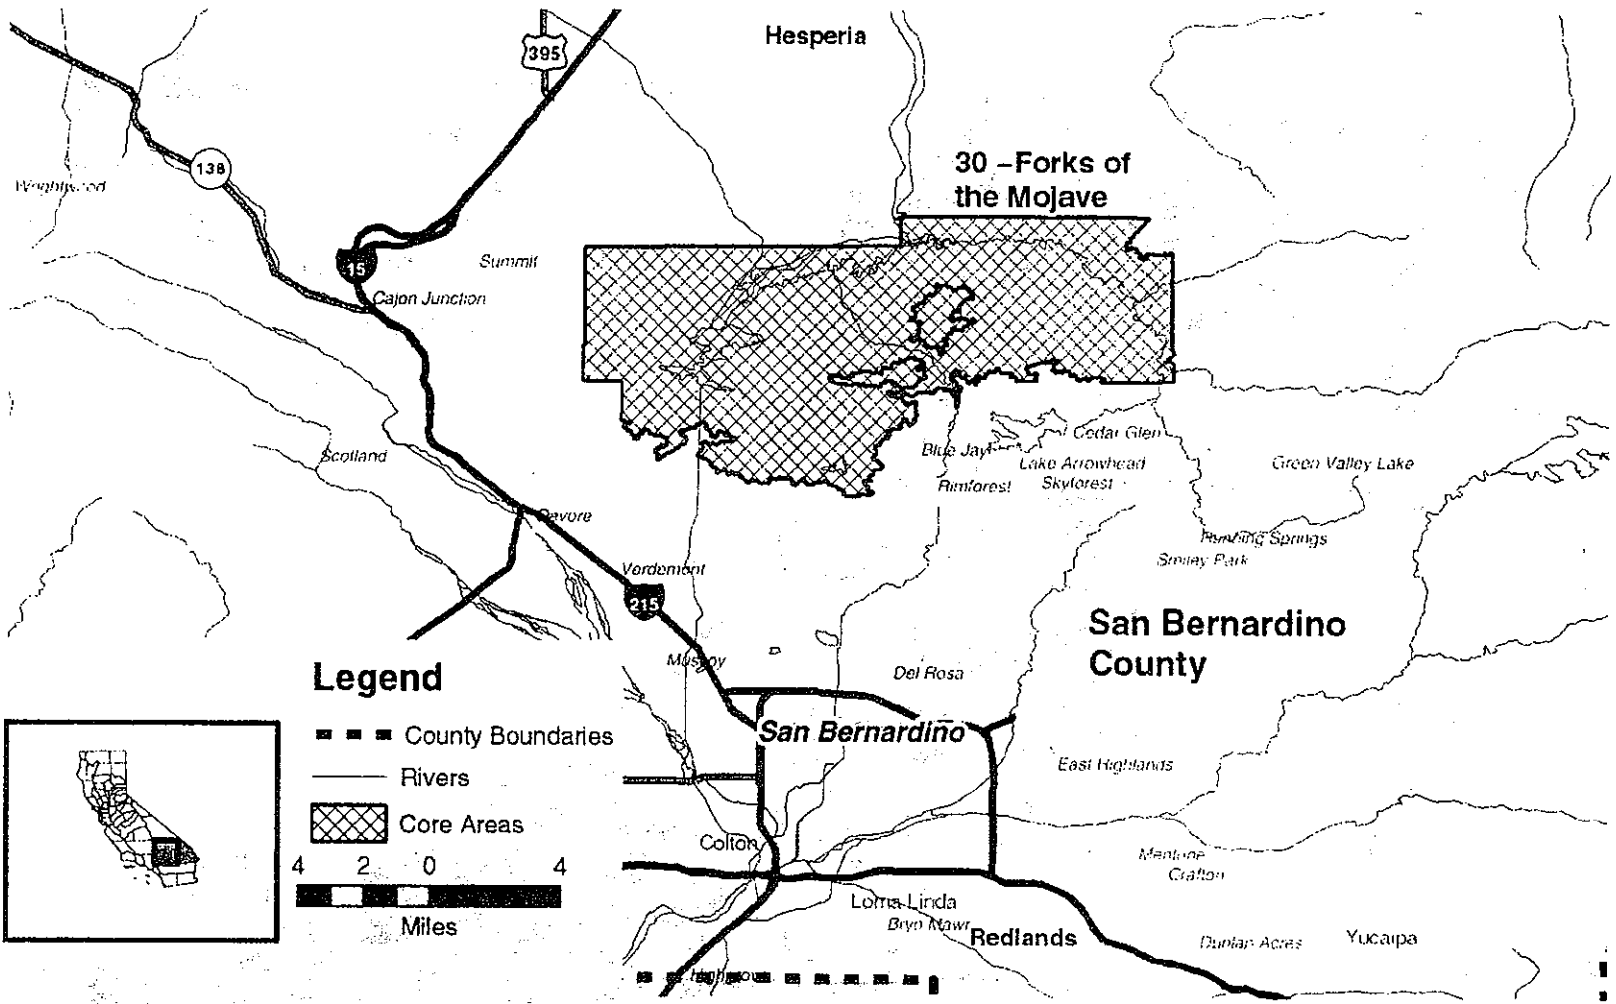 Hesperia
395
138
Wrightwood
30 –Forks of
the Mojave
15
Summit
Cajon Junction
Scotland
Blue Jay
Cedar Glen
Lake Arrowhead
Skyforest
Rimforest
Green Valley Lake
Devore
Running Springs
Smiley Park
Verdemont
215
San Bernardino
County
Muscoy
Del Rosa
Legend
County Boundaries
Rivers
Core Areas
4 2 0 4
Miles
San Bernardino
East Highlands
Colton
Mentone
Crafton
Loma Linda
Bryn Mawr
Redlands
Dunlap Acres
Yucaipa
Highgrove